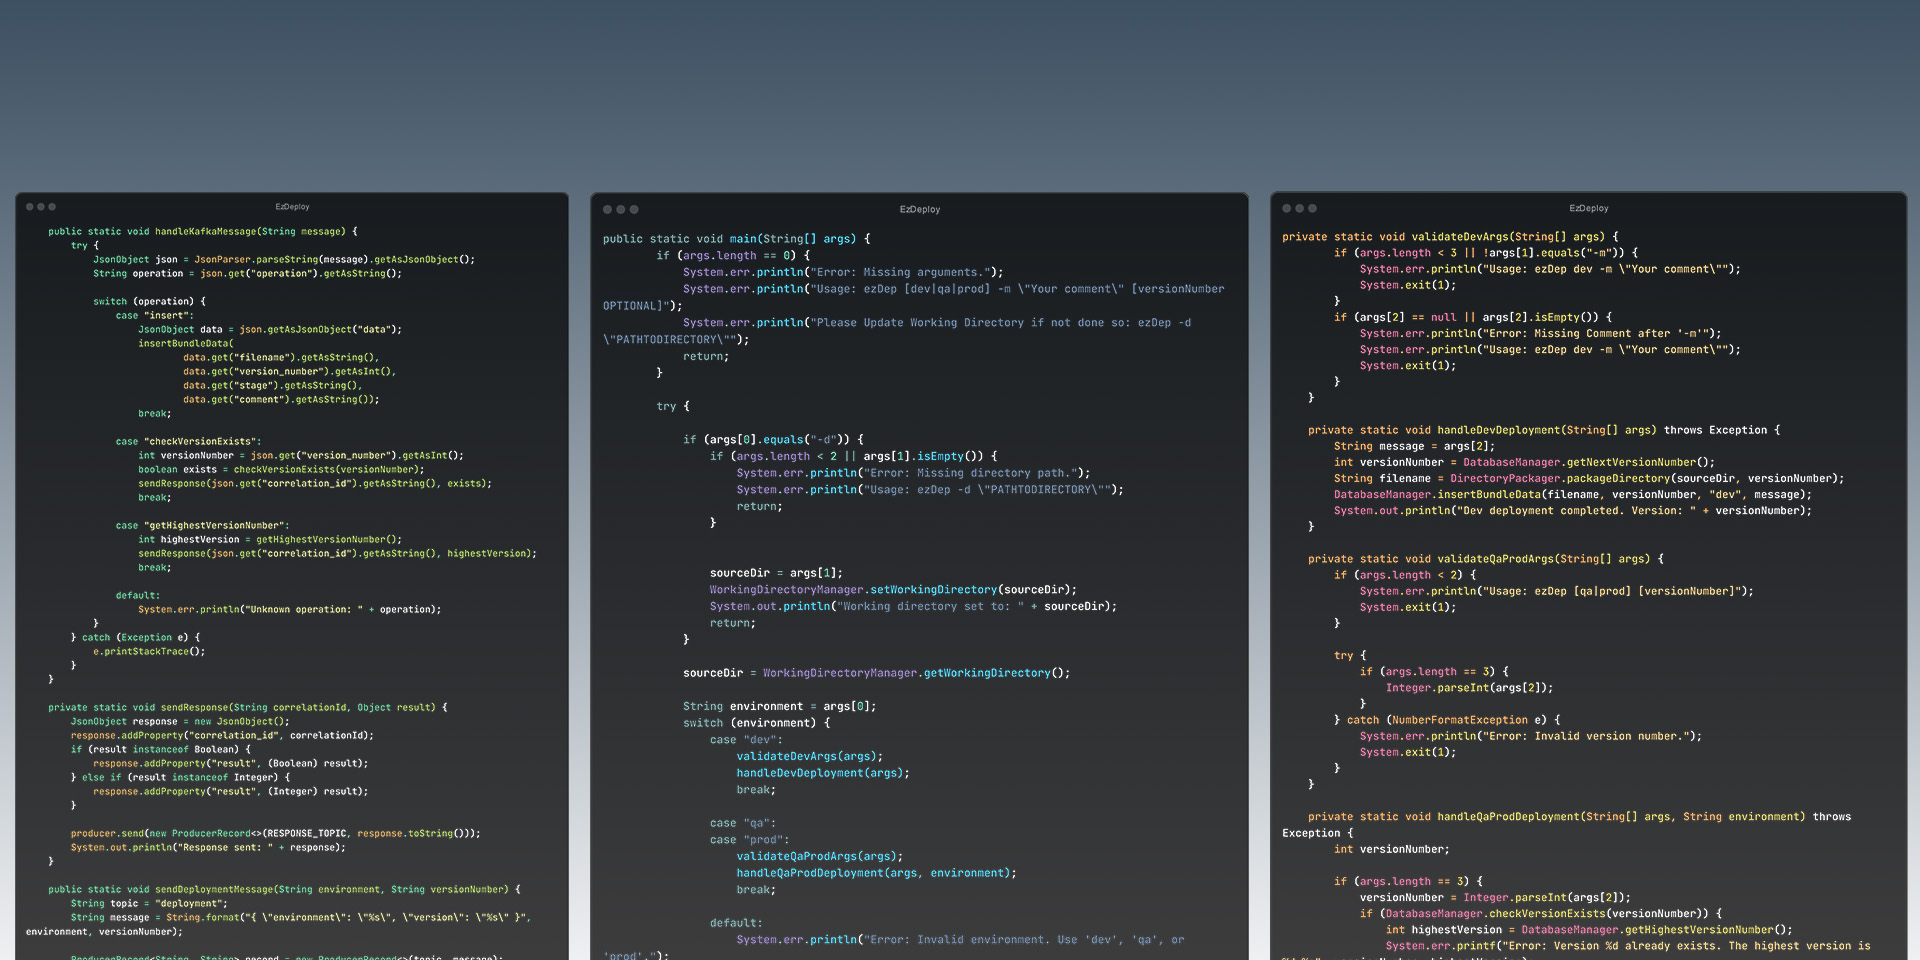 EzDeploy
public static void handleKafkaMessage(String message) {
try {
JsonObject json = JsonParser.parseString(message).getAsJsonObject();
String operation = json.get("operation").getAsString();
switch (operation) {
case "insert":
JsonObject data = json.getAsJsonObject("data");
insertBundleData(
data.get("filename").getAsString(),
data.get("version_number").getAsInt(),
data.get("stage").getAsString(),
data.get("comment").getAsString());
break;
case "checkVersionExists":
int versionNumber = json.get("version_number").getAsInt();
boolean exists = checkVersionExists(versionNumber);
sendResponse(json.get("correlation_id").getAsString(), exists);
break;
case "getHighestVersionNumber":
int highestVersion = getHighestVersionNumber();
sendResponse(json.get("correlation_id").getAsString(), highestVersion);
break;
default:
System.err.println("Unknown operation: " + operation);
}
} catch (Exception e) {
e.printStackTrace();
}
}
private static void sendResponse(String correlationId, Object result) {
JsonObject response = new JsonObject();
response.addProperty("correlation_id", correlationId);
if (result instanceof Boolean) {
response.addProperty("result", (Boolean) result);
} else if (result instanceof Integer) {
response.addProperty("result", (Integer) result);
}
producer.send(new ProducerRecord<>(RESPONSE_TOPIC, response.toString()));
System.out.println("Response sent: " + response);
}
public static void sendDeploymentMessage(String environment, String versionNumber) {
String topic = "deployment";
String message = String.format("{ \"environment\": \"%s\", \"version\": \"%s\" }",
environment, versionNumber);
ProducerRecord<String, String> record = new ProducerRecord<>(topic, message);
EzDeploy
public static void main(String[] args) {
if (args.length == 0) {
System.err.println("Error: Missing arguments.");
System.err.println("Usage: ezDep [dev|qa|prod] -m \"Your comment\" [versionNumber
OPTIONAL]");
System.err.println("Please Update Working Directory if not done so: ezDep -d
\"PATHTODIRECTORY\"");
return;
}
try {
if (args[0].equals("-d")) {
if (args.length < 2 || args[1].isEmpty()) {
System.err.println("Error: Missing directory path.");
System.err.println("Usage: ezDep -d \"PATHTODIRECTORY\"");
return;
}
sourceDir = args[1];
WorkingDirectoryManager.setWorkingDirectory(sourceDir);
System.out.println("Working directory set to: " + sourceDir);
return;
}
sourceDir = WorkingDirectoryManager.getWorkingDirectory();
String environment = args[0];
switch (environment) {
case "dev":
validateDevArgs(args);
handleDevDeployment(args);
break;
case "qa":
case "prod":
validateQaProdArgs(args);
handleQaProdDeployment(args, environment);
break;
default:
System.err.println("Error: Invalid environment. Use 'dev', 'qa', or
'prod'.");
EzDeploy
private static void validateDevArgs(String[] args) {
if (args.length < 3 || !args[1].equals("-m")) {
System.err.println("Usage: ezDep dev -m \"Your comment\"");
System.exit(1);
}
if (args[2] == null || args[2].isEmpty()) {
System.err.println("Error: Missing Comment after '-m'");
System.err.println("Usage: ezDep dev -m \"Your comment\"");
System.exit(1);
}
}
private static void handleDevDeployment(String[] args) throws Exception {
String message = args[2];
int versionNumber = DatabaseManager.getNextVersionNumber();
String filename = DirectoryPackager.packageDirectory(sourceDir, versionNumber);
DatabaseManager.insertBundleData(filename, versionNumber, "dev", message);
System.out.println("Dev deployment completed. Version: " + versionNumber);
}
private static void validateQaProdArgs(String[] args) {
if (args.length < 2) {
System.err.println("Usage: ezDep [qa|prod] [versionNumber]");
System.exit(1);
}
try {
if (args.length == 3) {
Integer.parseInt(args[2]);
}
} catch (NumberFormatException e) {
System.err.println("Error: Invalid version number.");
System.exit(1);
}
}
private static void handleQaProdDeployment(String[] args, String environment) throws
Exception {
int versionNumber;
if (args.length == 3) {
versionNumber = Integer.parseInt(args[2]);
if (DatabaseManager.checkVersionExists(versionNumber)) {
int highestVersion = DatabaseManager.getHighestVersionNumber();
System.err.printf("Error: Version %d already exists. The highest version is